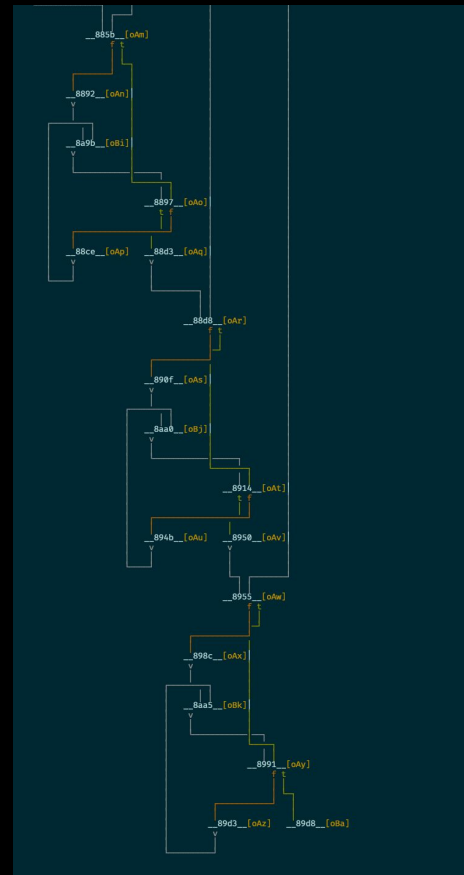 __885b__[oAm]
f t
__8892__[oAn]
v
__8a9b__[oBi]
v
__8897__[oAo]
t f
__88ce__[oAp] __88d3__[oAq]
v v
__88d8__[oAr]
f t
__890f__[oAs]
v
__8aa0__[oBj]
v
__8914__[oAt]
t f
__894b__[oAu] __8950__[oAv]
v v
__8955__[oAw]
f t
__898c__[oAx]
v
__8aa5__[oBk]
v
__8991__[oAy]
f t
__89d3__[oAz] __89d8__[oBa]
v